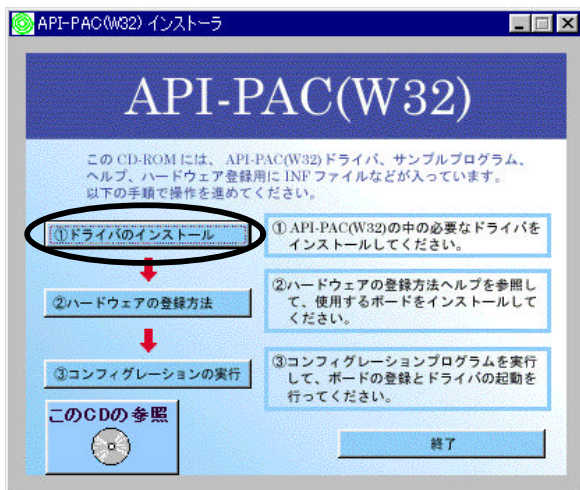 API-PAC(W32) インストーラ
API-PAC(W32)
この CD-ROM には、 API-PAC(W32)ドライバ、サンプルプログラム、
ヘルプ、ハードウェア登録用に INF ファイルなどが入っています。
以下の手順で操作を進めてください。
①ドライバのインストール
①API-PAC(W32)の中の必要なドライバを
インストールしてください。
②ハードウェアの登録方法
②ハードウェアの登録方法ヘルプを参照し
て、使用するボードをインストールして
ください。
③コンフィグレーションの実行
③コンフィグレーションプログラムを実行
して、ボードの登録とドライバの起動を
行ってください。
このCDの参照
終了